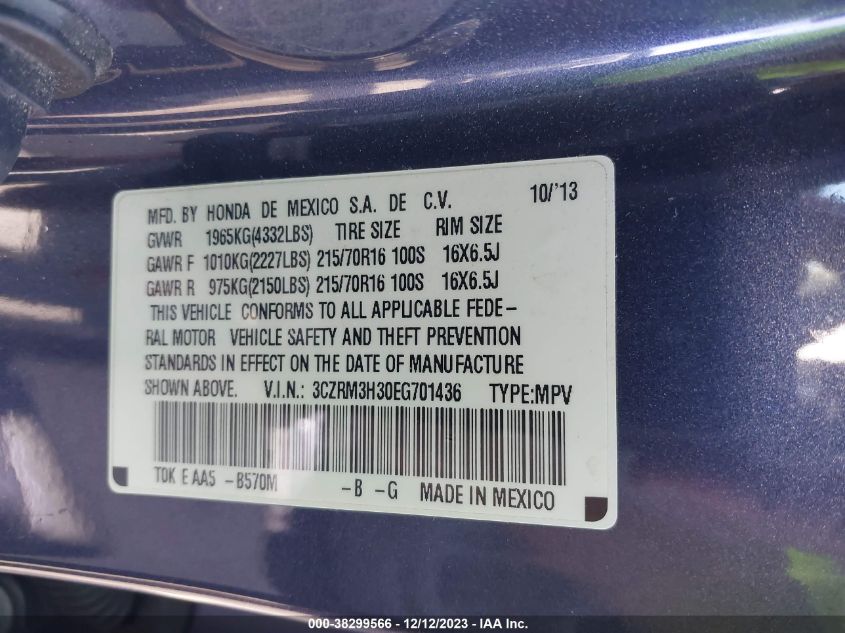 MFD. BY HONDA DE MEXICO S.A. DE C.V. 10/'13
GVWR 1965KG(4332LBS) TIRE SIZE RIM SIZE
GAWR F 1010KG(2227LBS) 215/70R16 100S 16X6.5J
GAWR R 975KG(2150LBS) 215/70R16 100S 16X6.5J
THIS VEHICLE CONFORMS TO ALL APPLICABLE FEDE-
RAL MOTOR VEHICLE SAFETY AND THEFT PREVENTION
STANDARDS IN EFFECT ON THE DATE OF MANUFACTURE
SHOWN ABOVE. V.I.N.: 3CZRM3H30EG701436 TYPE:MPV
T0K E AA5 -B570M -B -G MADE IN MEXICO
000-38299566 - 12/12/2023 - IAA Inc.